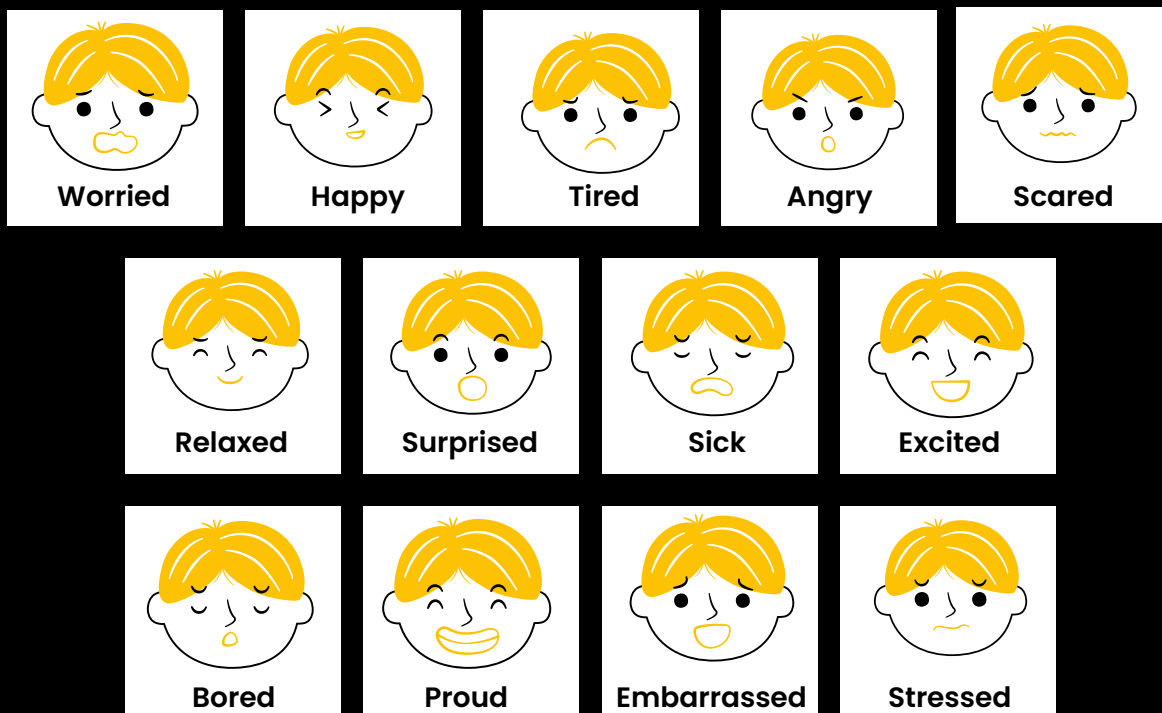 Worried
Happy
Tired
Angry
Scared
Relaxed
Surprised
Sick
Excited
Bored
Proud
Embarrassed
Stressed